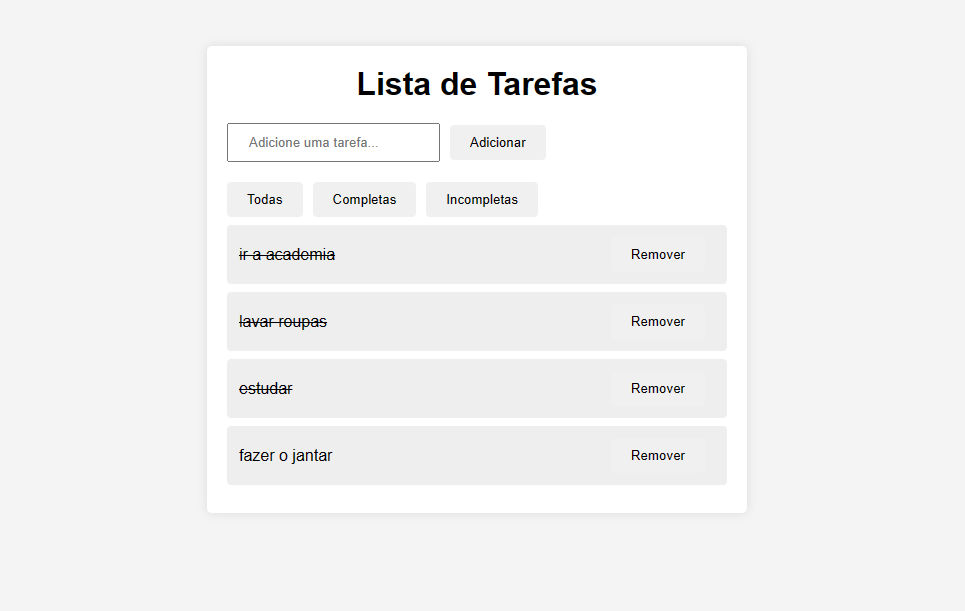 Lista de Tarefas
Adicione uma tarefa... Adicionar
Todas Completas Incompletas
ir a academia Remover
lavar roupas Remover
estudar Remover
fazer o jantar Remover